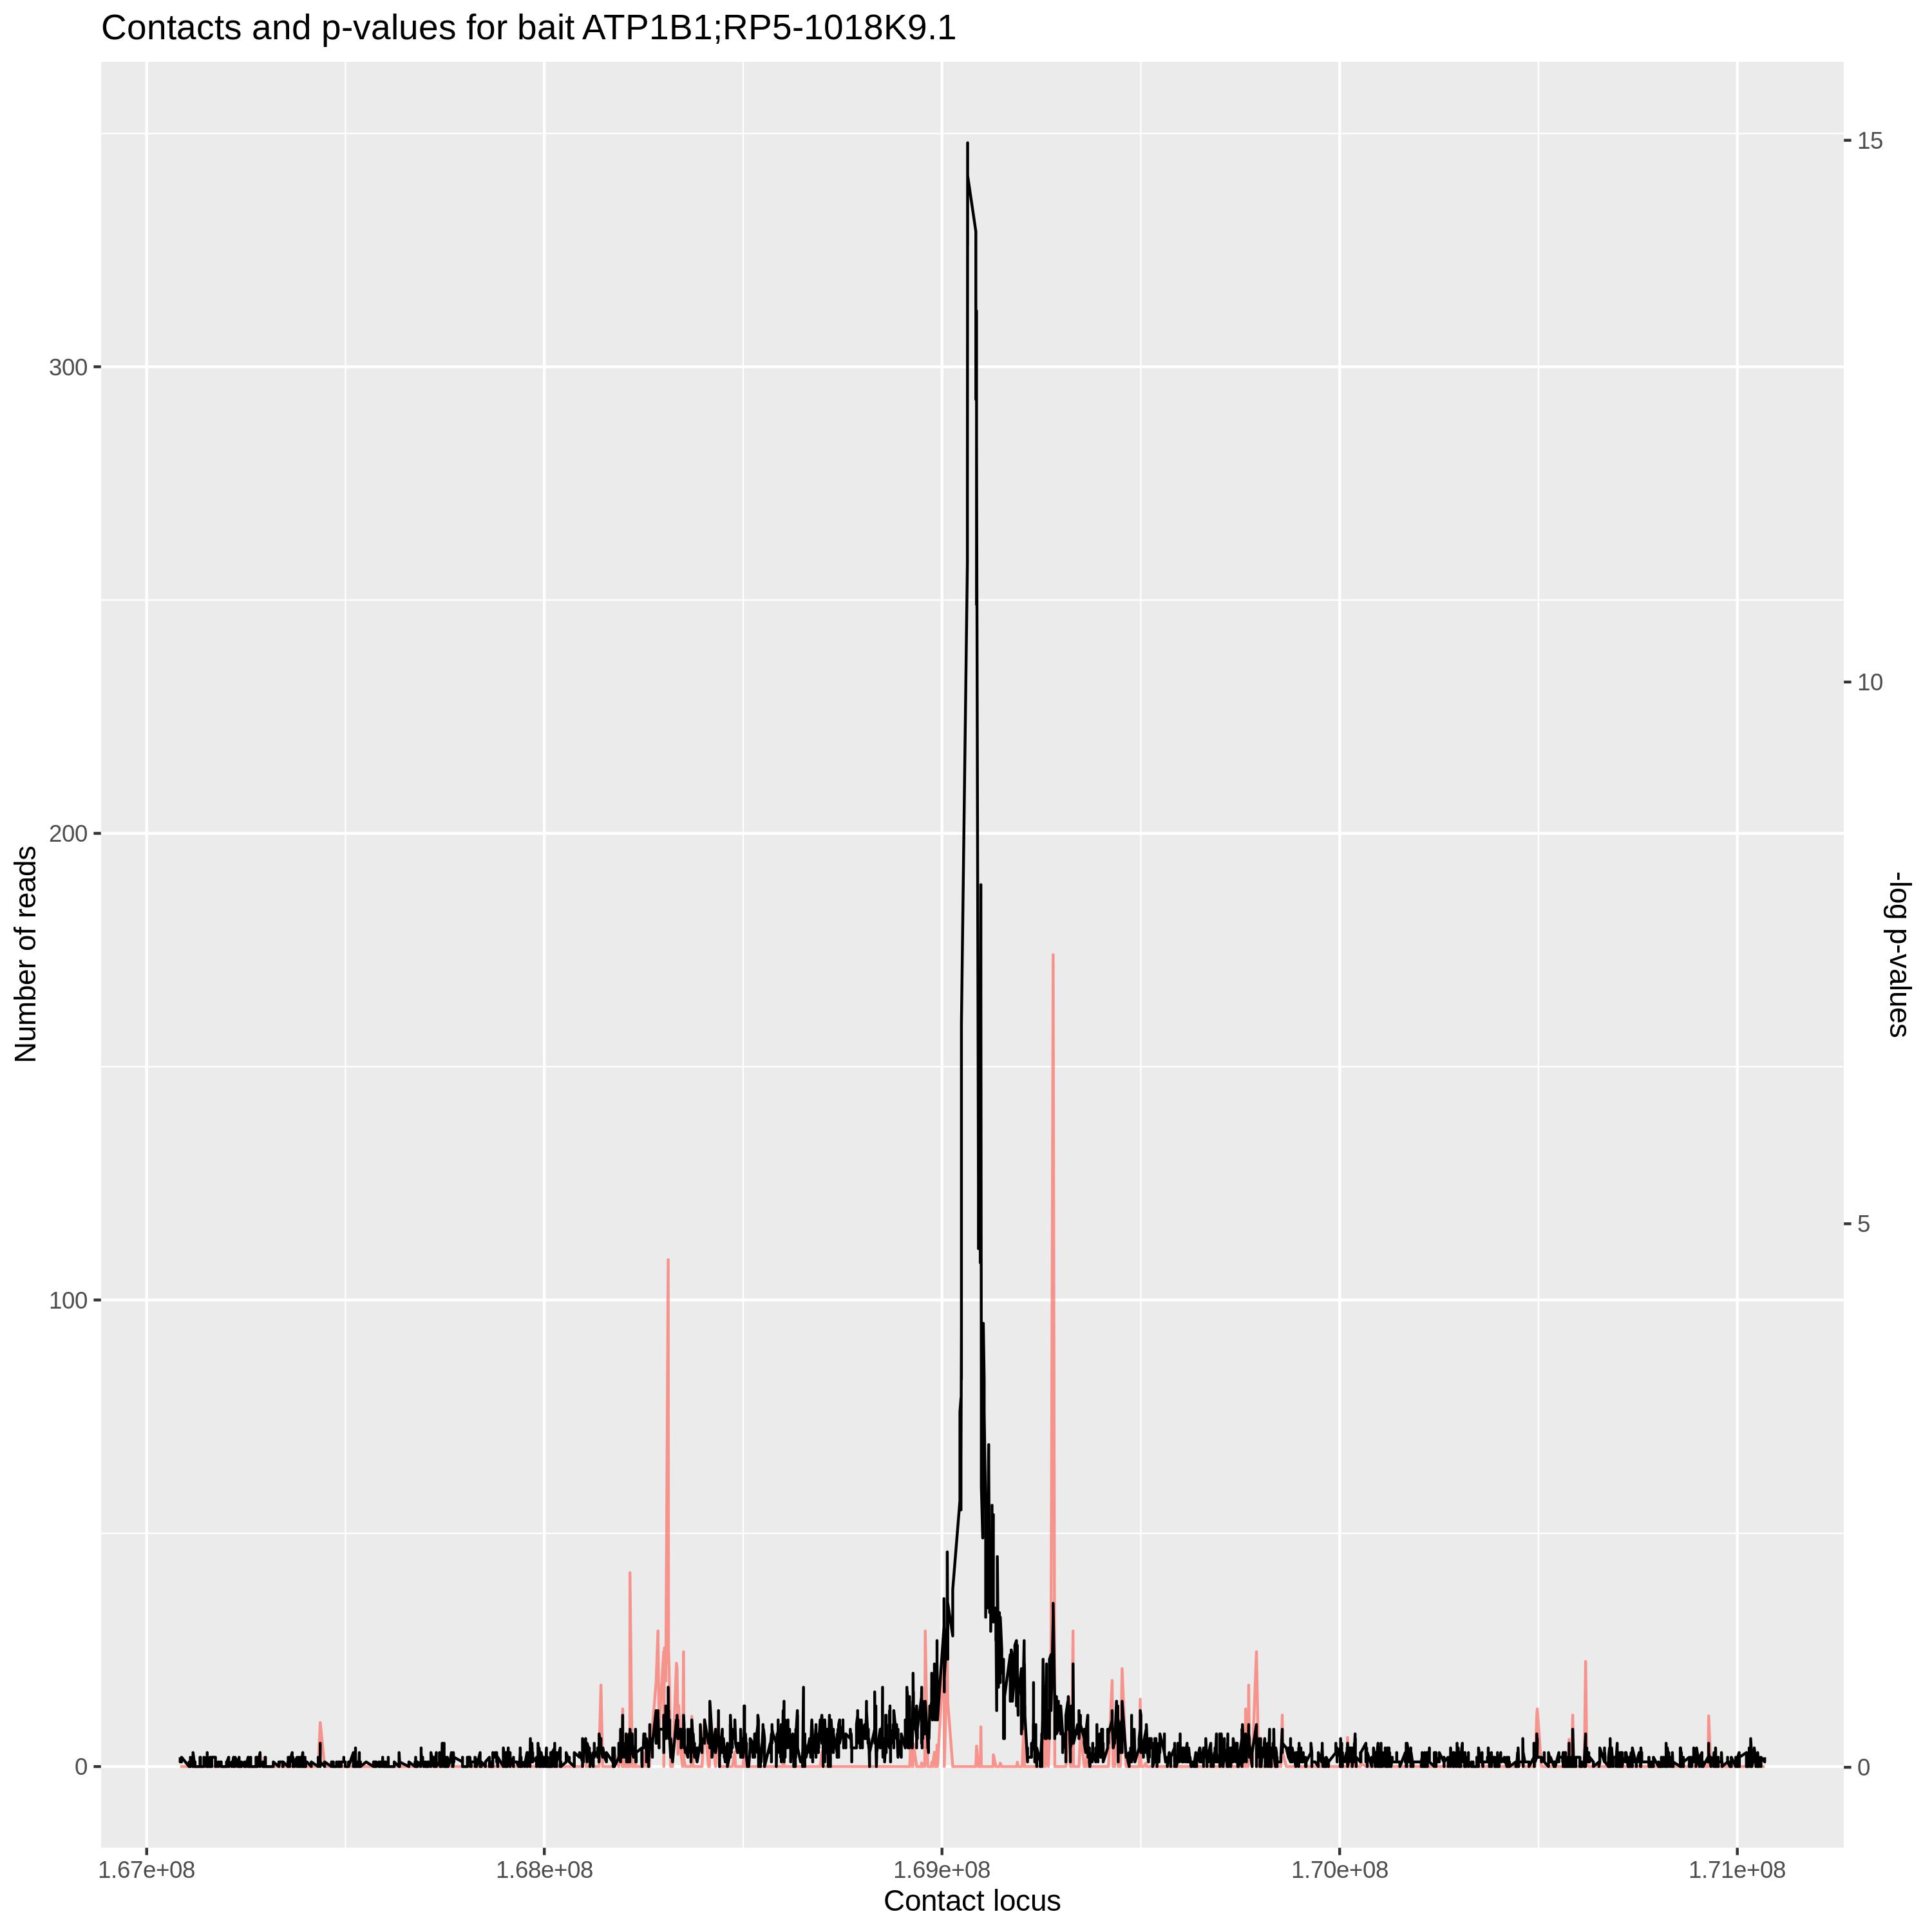 Contacts and p-values for bait ATP1B1;RP5-1018K9.1
Number of reads
300
200
100
0
15
10
5
0
-log p-values
1.67e+08 1.68e+08 1.69e+08 1.70e+08 1.71e+08
Contact locus